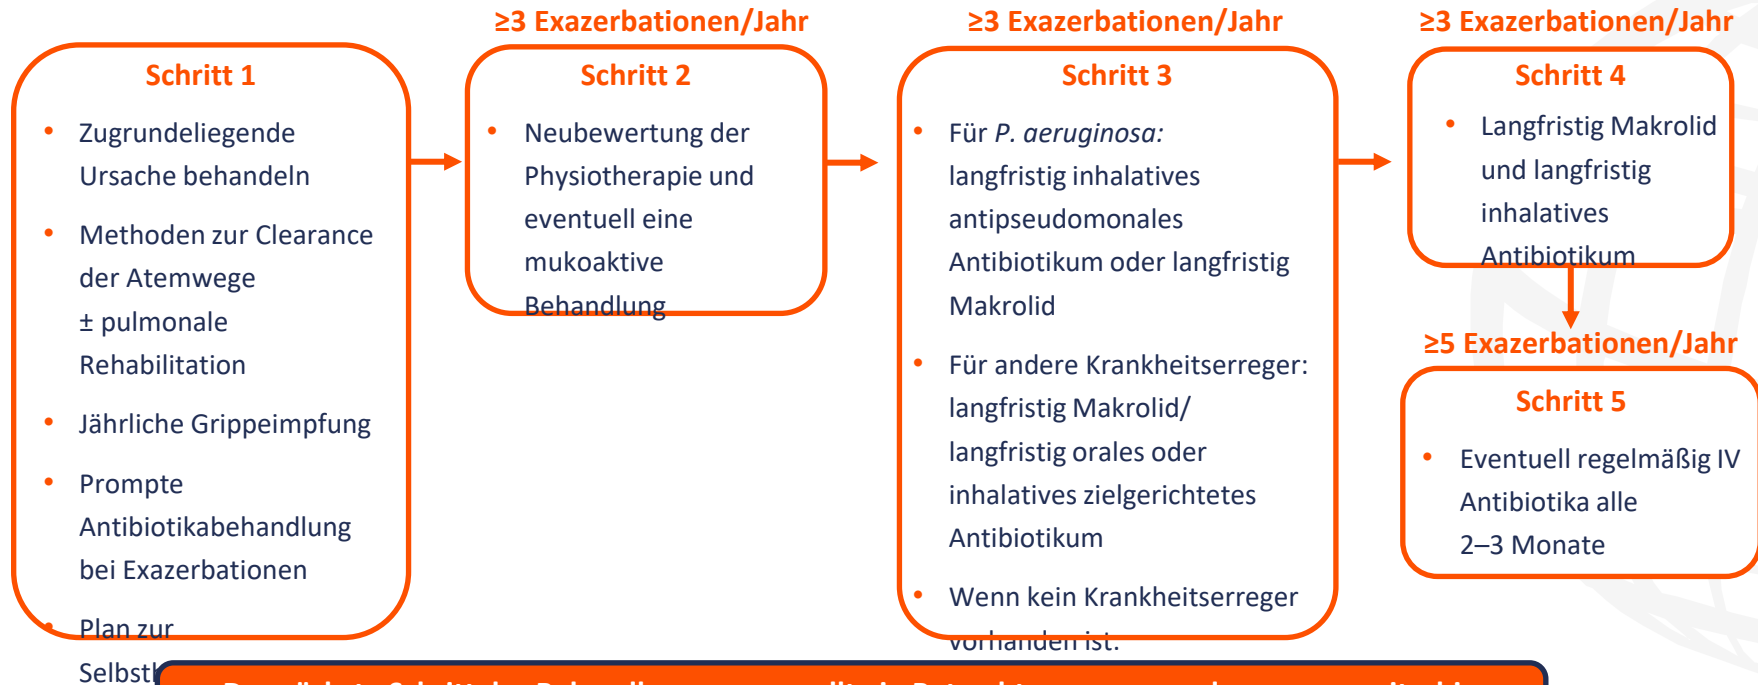 ≥3 Exazerbationen/Jahr
≥3 Exazerbationen/Jahr
≥3 Exazerbationen/Jahr
Schritt 1
• Zugrundeliegende
Ursache behandeln
• Methoden zur Clearance
der Atemwege
± pulmonale
Rehabilitation
• Jährliche Grippeimpfung
• Prompte
Antibiotikabehandlung
bei Exazerbationen
• Plan zur
Schritt 2
• Neubewertung der
Physiotherapie und
eventuell eine
mukoaktive
Behandlung
Schritt 3
• Für P. aeruginosa:
langfristig inhalatives
antipseudomonales
Antibiotikum oder langfristig
Makrolid
• Für andere Krankheitserreger:
langfristig Makrolid/
langfristig orales oder
inhalatives zielgerichtetes
Antibiotikum
• Wenn kein Krankheitserreger
vorhanden ist:
Schritt 4
• Langfristig Makrolid
und langfristig
inhalatives
Antibiotikum
≥5 Exazerbationen/Jahr
Schritt 5
• Eventuell regelmäßig IV
Antibiotika alle
2–3 Monate